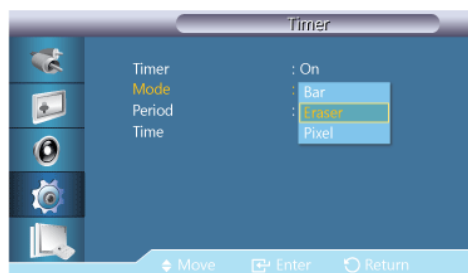 Timer
Timer : On
Mode : Bar
Period : Eraser
Time Pixel
Move Enter Return